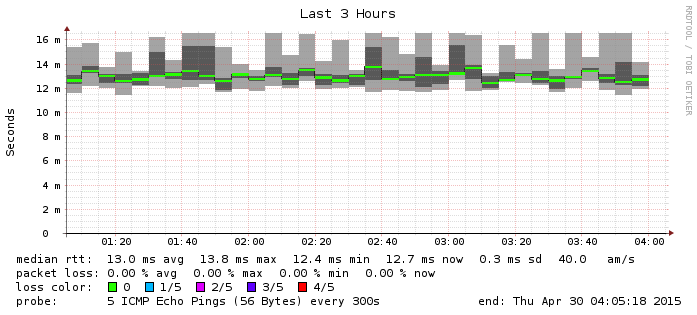 Last 3 Hours
RRDTOOL / TOBI OETIKER
Seconds
16 m
14 m
12 m
10 m
8 m
6 m
4 m
2 m
0
01:20 01:40 02:00 02:20 02:40 03:00 03:20 03:40 04:00
median rtt: 13.0 ms avg 13.8 ms max 12.4 ms min 12.7 ms now 0.3 ms sd 40.0 am/s
packet loss: 0.00 % avg 0.00 % max 0.00 % min 0.00 % now
loss color: 0 1/5 2/5 3/5 4/5
probe: 5 ICMP Echo Pings (56 Bytes) every 300s end: Thu Apr 30 04:05:18 2015